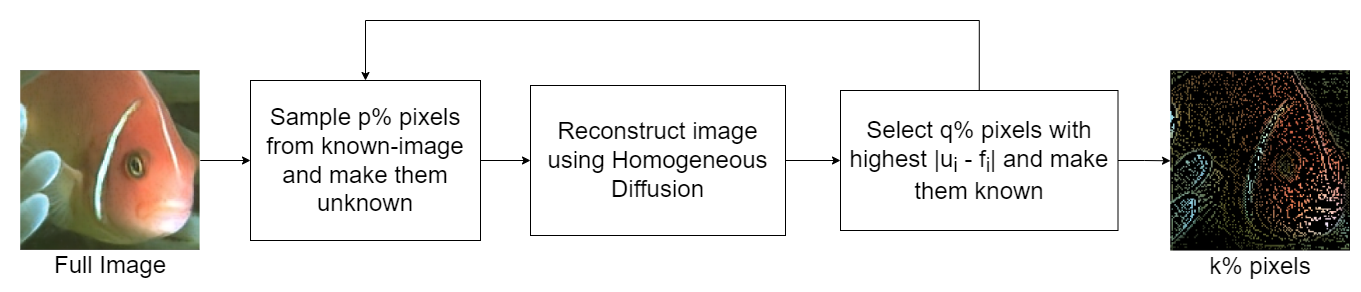 Full Image
Sample p% pixels
from known-image
and make them
unknown
Reconstruct image
using Homogeneous
Diffusion
Select q% pixels with
highest |uᵢ - fᵢ| and make
them known
k% pixels